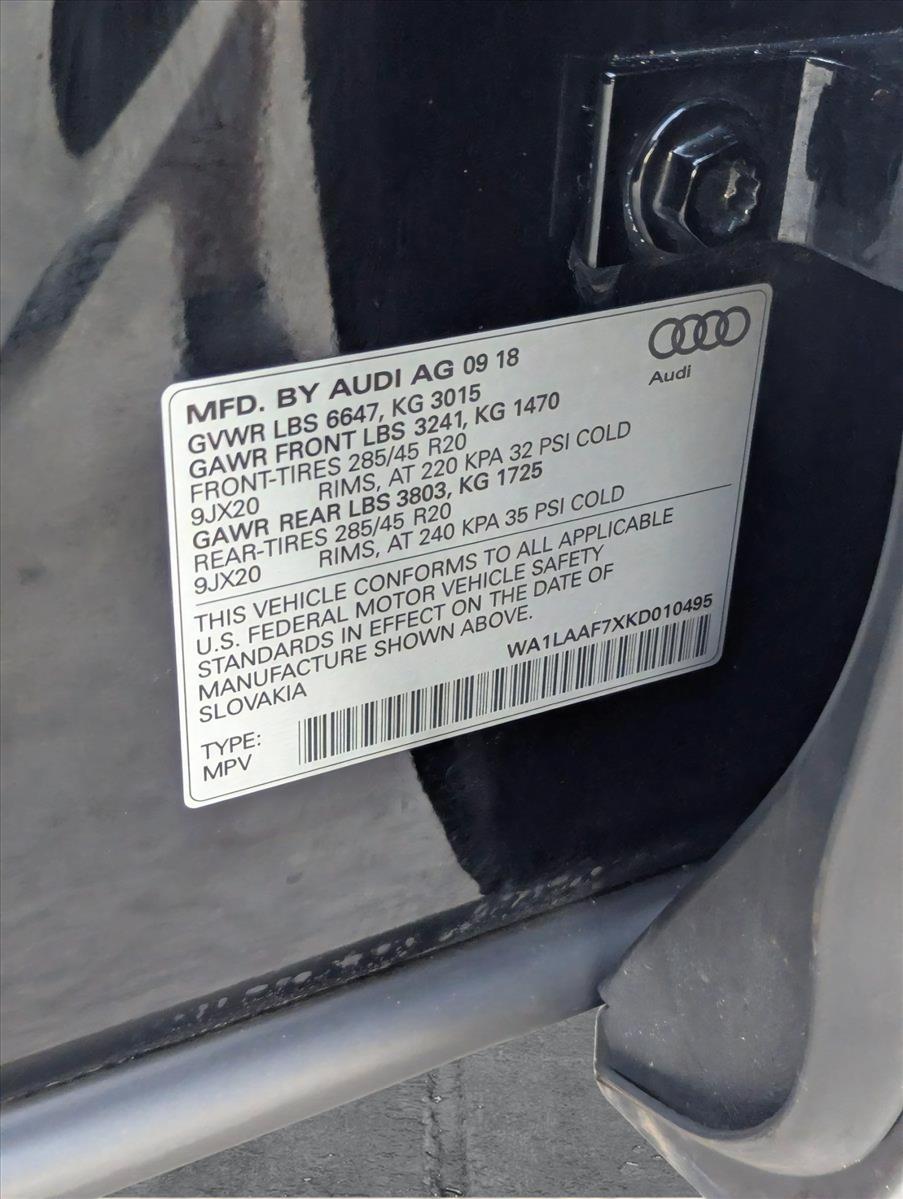 Audi
MFD. BY AUDI AG 09 18
GVWR LBS 6647, KG 3015
GAWR FRONT LBS 3241, KG 1470
FRONT-TIRES 285/45 R20
9JX20 RIMS, AT 220 KPA 32 PSI COLD
GAWR REAR LBS 3803, KG 1725
REAR-TIRES 285/45 R20
9JX20 RIMS, AT 240 KPA 35 PSI COLD
THIS VEHICLE CONFORMS TO ALL APPLICABLE
U.S. FEDERAL MOTOR VEHICLE SAFETY
STANDARDS IN EFFECT ON THE DATE OF
MANUFACTURE SHOWN ABOVE.
SLOVAKIA
WA1LAAF7XKD010495
TYPE:
MPV